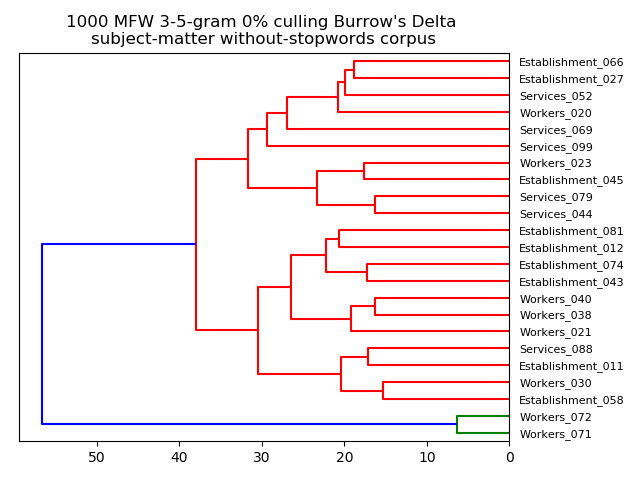 1000 MFW 3-5-gram 0% culling Burrow's Delta
subject-matter without-stopwords corpus
Establishment_066
Establishment_027
Services_052
Workers_020
Services_069
Services_099
Workers_023
Establishment_045
Services_079
Services_044
Establishment_081
Establishment_012
Establishment_074
Establishment_043
Workers_040
Workers_038
Workers_021
Services_088
Establishment_011
Workers_030
Establishment_058
Workers_072
Workers_071
50 40 30 20 10 0